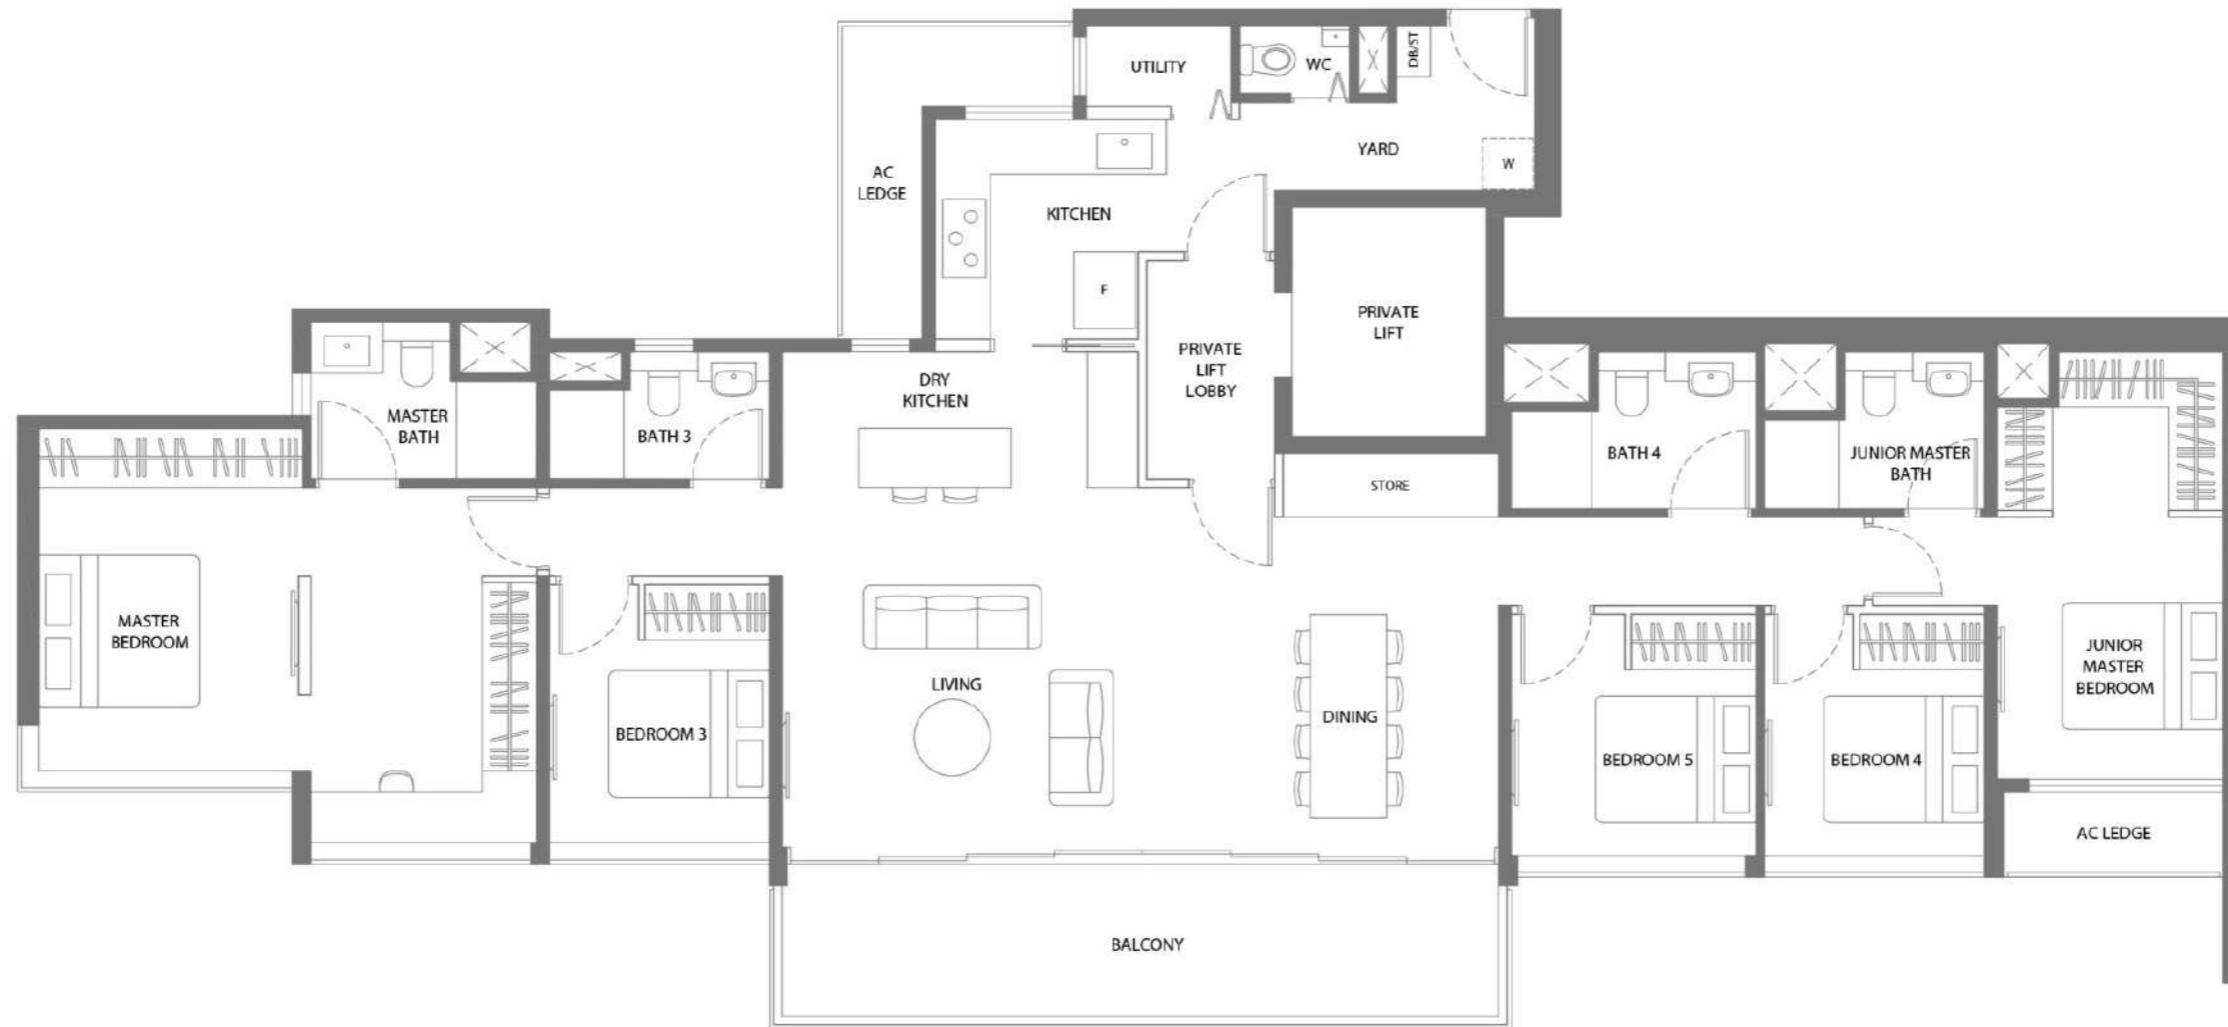 UTILITY
WC
DB/ST
YARD
W
AC
LEDGE
KITCHEN
F
PRIVATE
LIFT
PRIVATE
LIFT
LOBBY
DRY
KITCHEN
MASTER
BATH
BATH 3
BATH 4
JUNIOR MASTER
BATH
STORE
MASTER
BEDROOM
LIVING
DINING
BEDROOM 3
BEDROOM 5
BEDROOM 4
JUNIOR
MASTER
BEDROOM
AC LEDGE
BALCONY